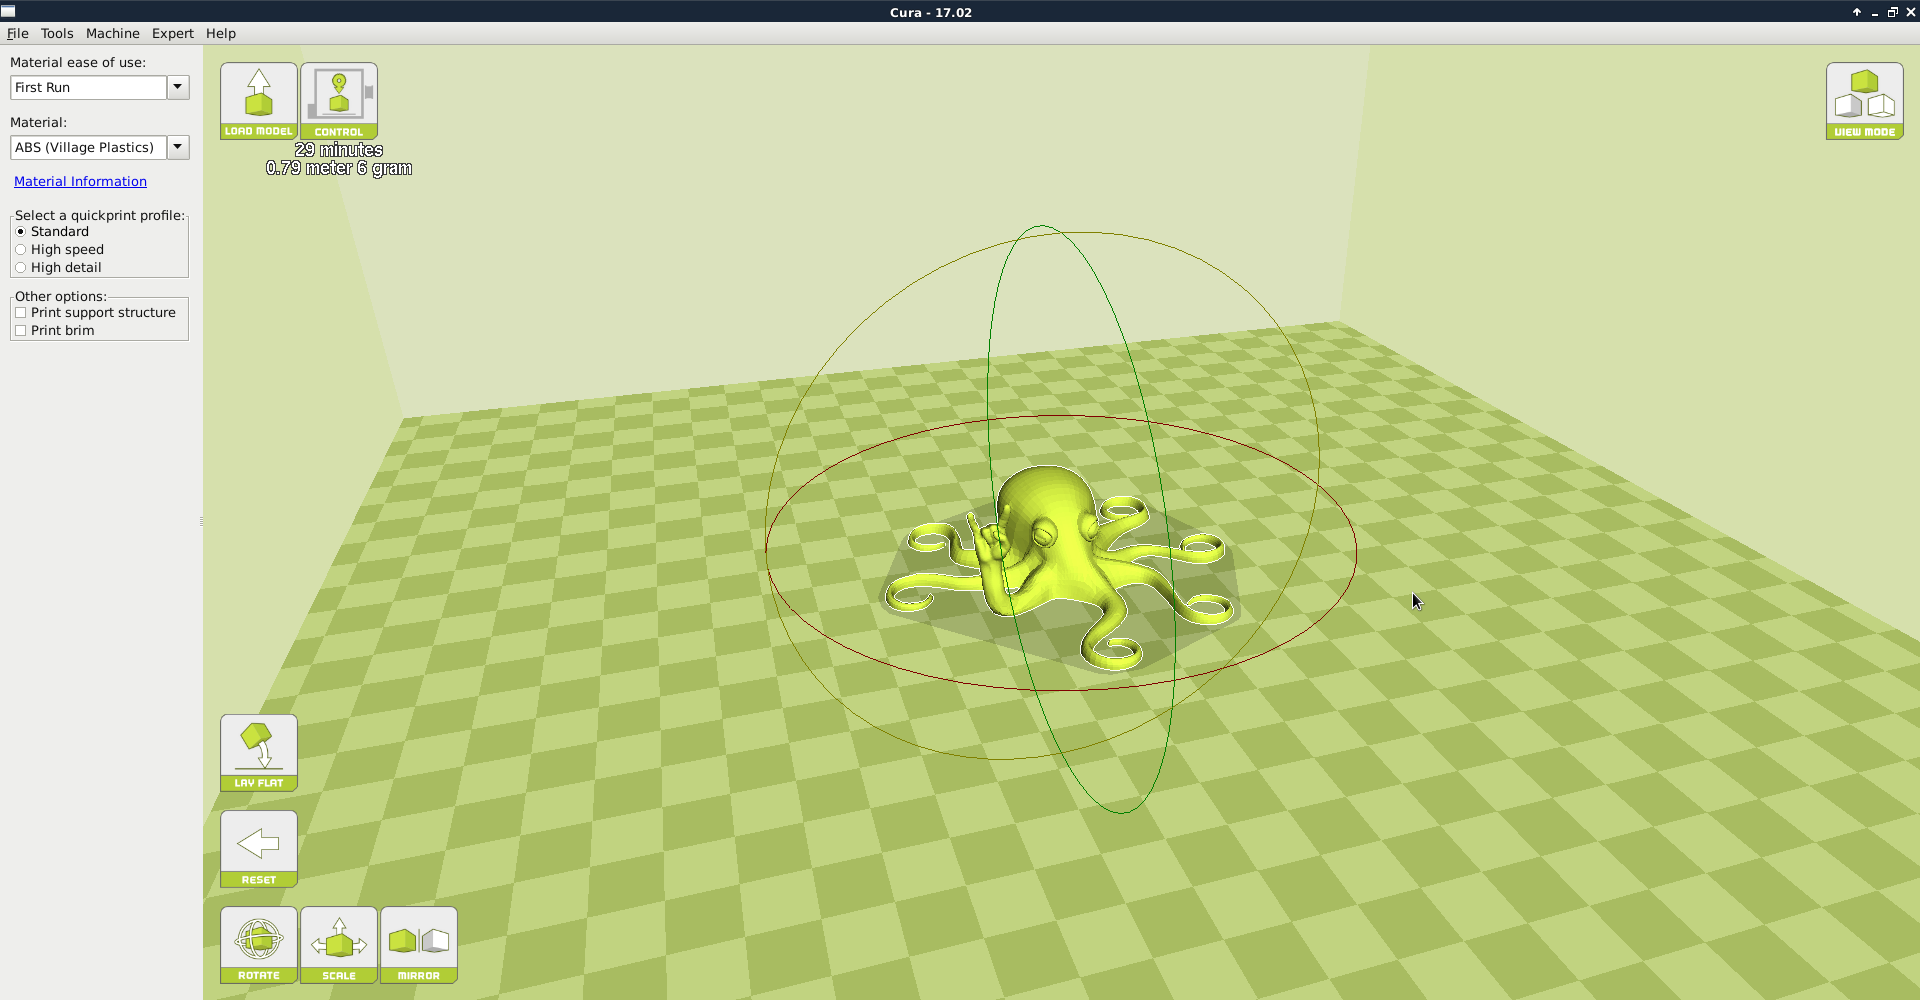 Cura - 17.02
File Tools Machine Expert Help
Material ease of use:
First Run
Material:
ABS (Village Plastics)
Material Information
Select a quickprint profile:
Standard
High speed
High detail
Other options:
Print support structure
Print brim
LOAD MODEL
CONTROL
29 minutes
0.79 meter 6 gram
VIEW MODE
LAY FLAT
RESET
ROTATE
SCALE
MIRROR